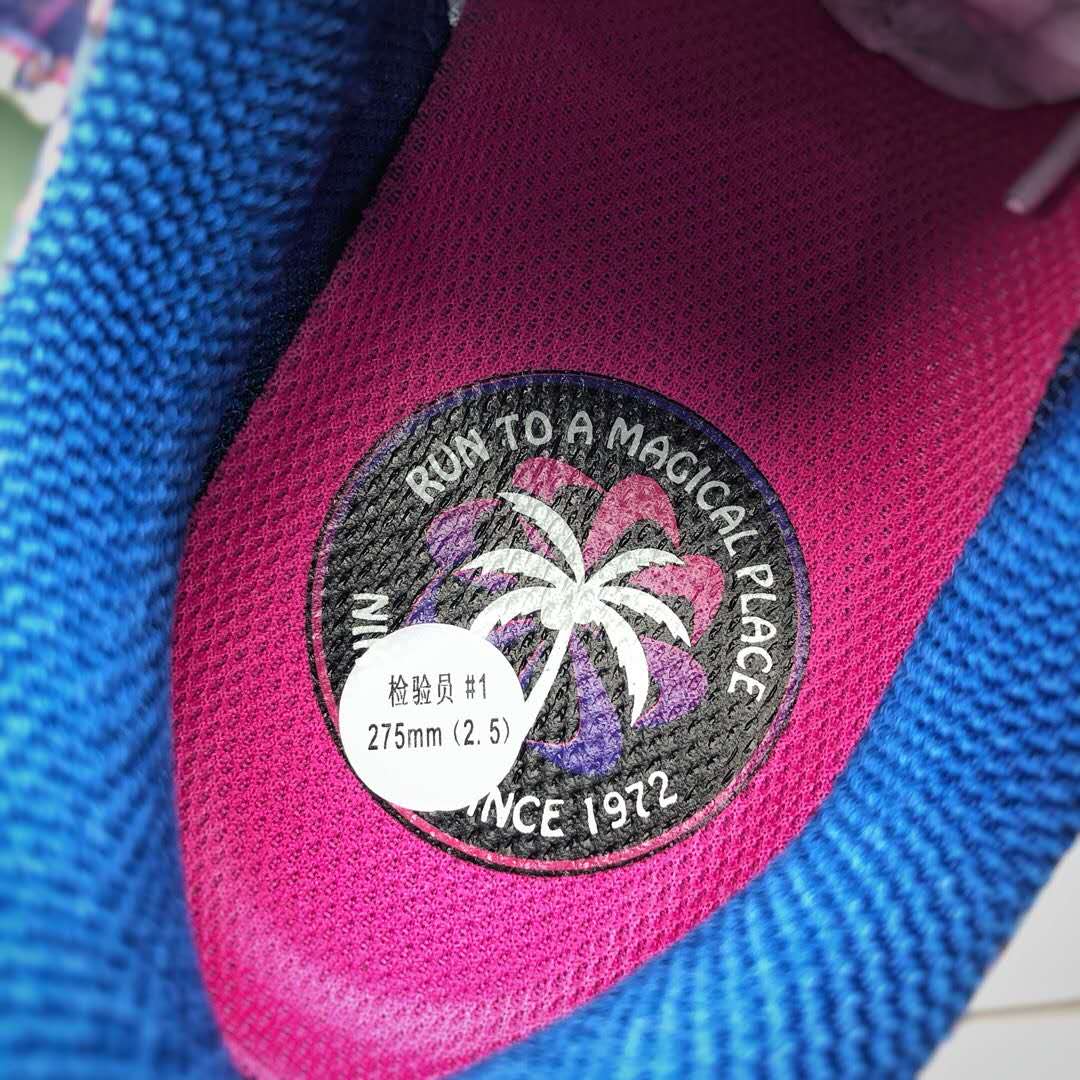 RUN TO A MAGICAL PLACE
检验员 #1
275mm (2.5)
INCE 1972